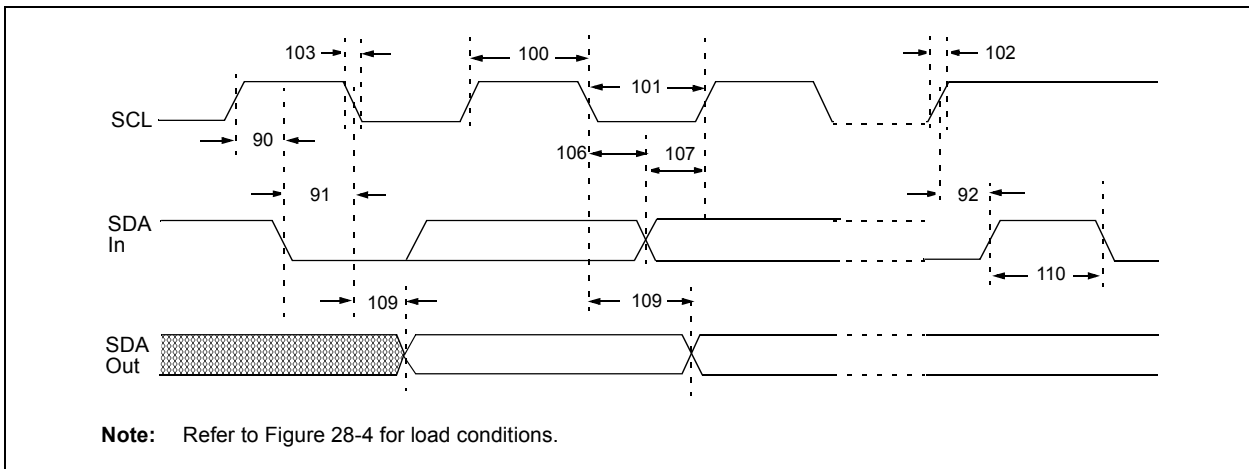 103
100
102
101
SCL
90
106
107
91
92
SDA
In
110
109
109
SDA
Out
Note: Refer to Figure 28-4 for load conditions.